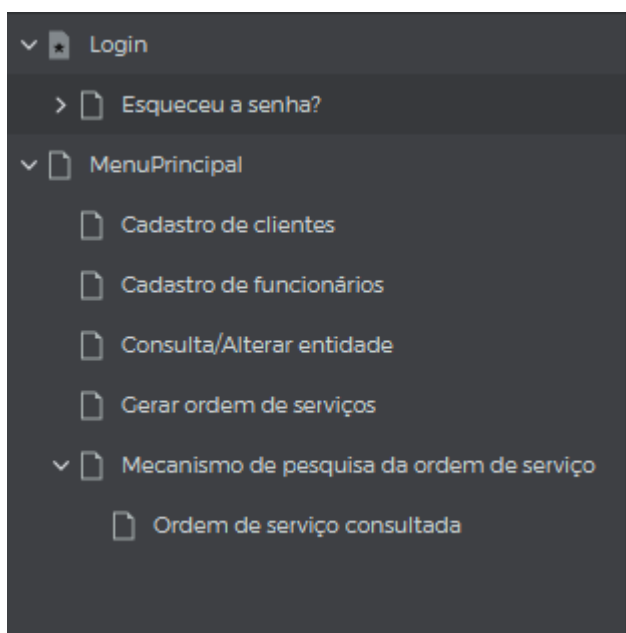 Login
Esqueceu a senha?
MenuPrincipal
Cadastro de clientes
Cadastro de funcionários
Consulta/Alterar entidade
Gerar ordem de serviços
Mecanismo de pesquisa da ordem de serviço
Ordem de serviço consultada